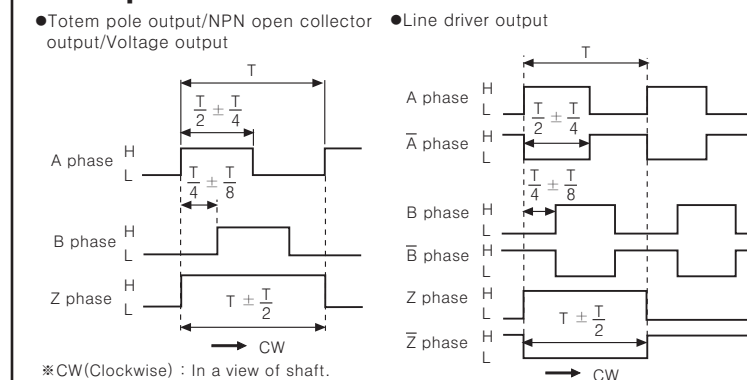 ●Totem pole output/NPN open collector
output/Voltage output
T
T/2 ± T/4
A phase H L
T/4 ± T/8
B phase H L
Z phase H L
T ± T/2
CW
※CW(Clockwise) : In a view of shaft.
●Line driver output
T
A phase H L
T/2 ± T/4
A̅ phase H L
T/4 ± T/8
B phase H L
B̅ phase H L
Z phase H L
T ± T/2
Z̅ phase H L
CW